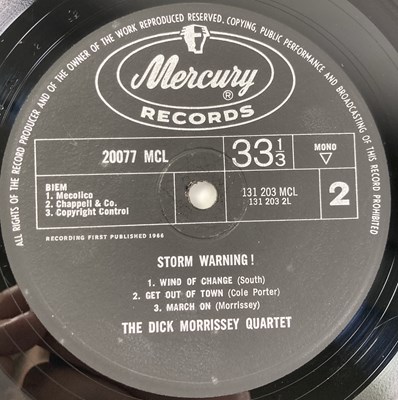 ALL RIGHTS OF THE RECORD PRODUCER AND OF THE OWNER OF THE WORK REPRODUCED RESERVED. COPYING, PUBLIC PERFORMANCE AND BROADCASTING OF THIS RECORD PROHIBITED
Mercury
®
RECORDS
20077 MCL
33 1/3
MONO
BIEM
1. Mecolico
2. Chappell & Co.
3. Copyright Control
131 203 MCL
131 203 2L
2
RECORDING FIRST PUBLISHED 1966
STORM WARNING!
1. WIND OF CHANGE (South)
2. GET OUT OF TOWN (Cole Porter)
3. MARCH ON (Morrissey)
THE DICK MORRISSEY QUARTET